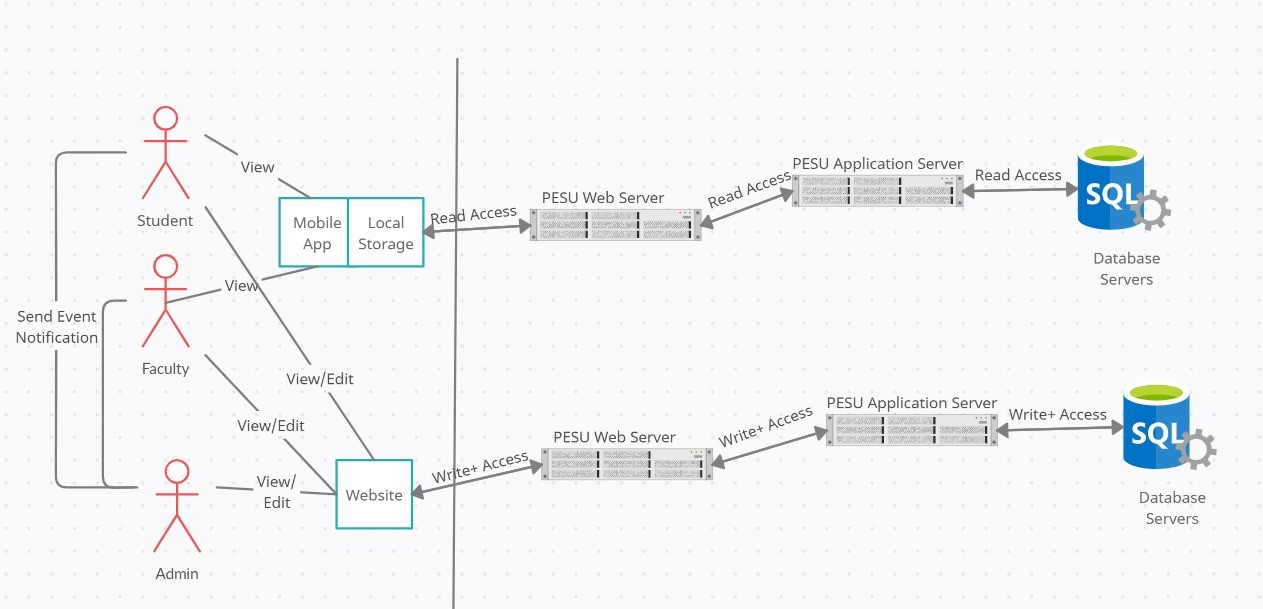 View
Student
Mobile
App
Local
Storage
Read Access
PESU Web Server
Read Access
PESU Application Server
Read Access
SQL
Database
Servers
View
Send Event
Notification
Faculty
View/Edit
View/Edit
View/
Edit
Admin
Website
Write+ Access
PESU Web Server
Write+ Access
PESU Application Server
Write+ Access
SQL
Database
Servers